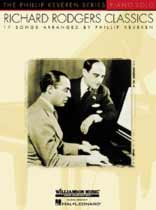 THE PHILLIP KEVEREN SERIES PIANO SOLO
RICHARD RODGERS CLASSICS
17 SONGS ARRANGED BY PHILLIP KEVEREN
WILLIAMSON MUSIC
HAL•LEONARD